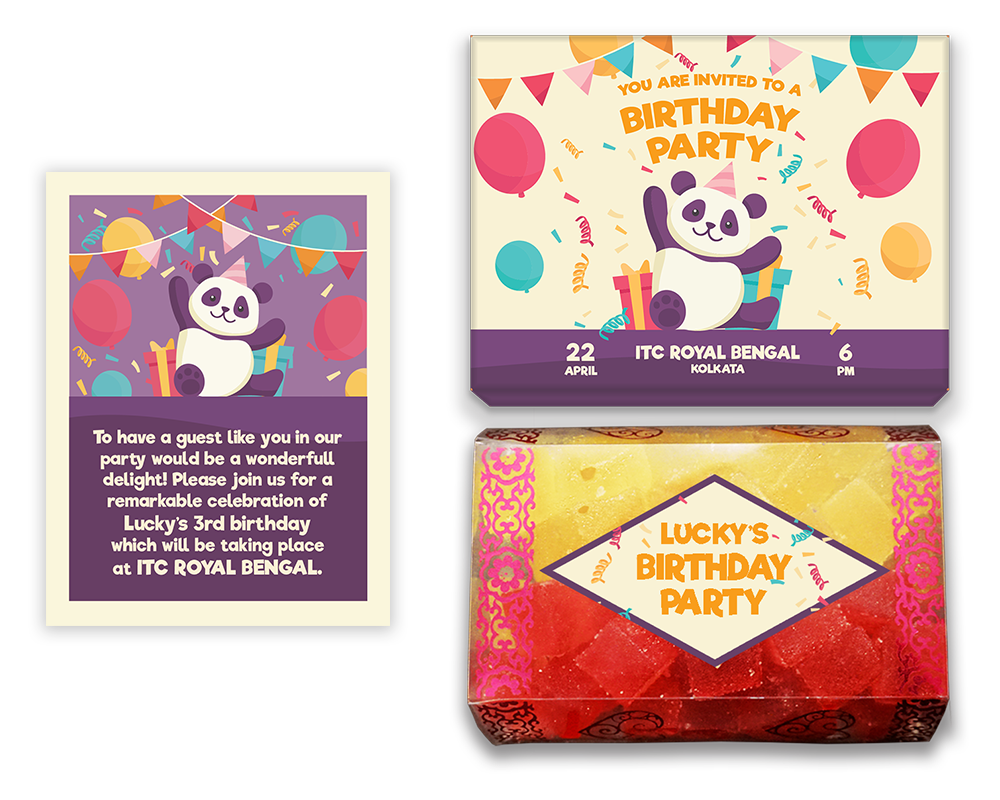 To have a guest like you in our
party would be a wonderfull
delight! Please join us for a
remarkable celebration of
Lucky's 3rd birthday
which will be taking place
at ITC ROYAL BENGAL.
YOU ARE INVITED TO A
BIRTHDAY
PARTY
22
APRIL
ITC ROYAL BENGAL
KOLKATA
6
PM
LUCKY'S
BIRTHDAY
PARTY